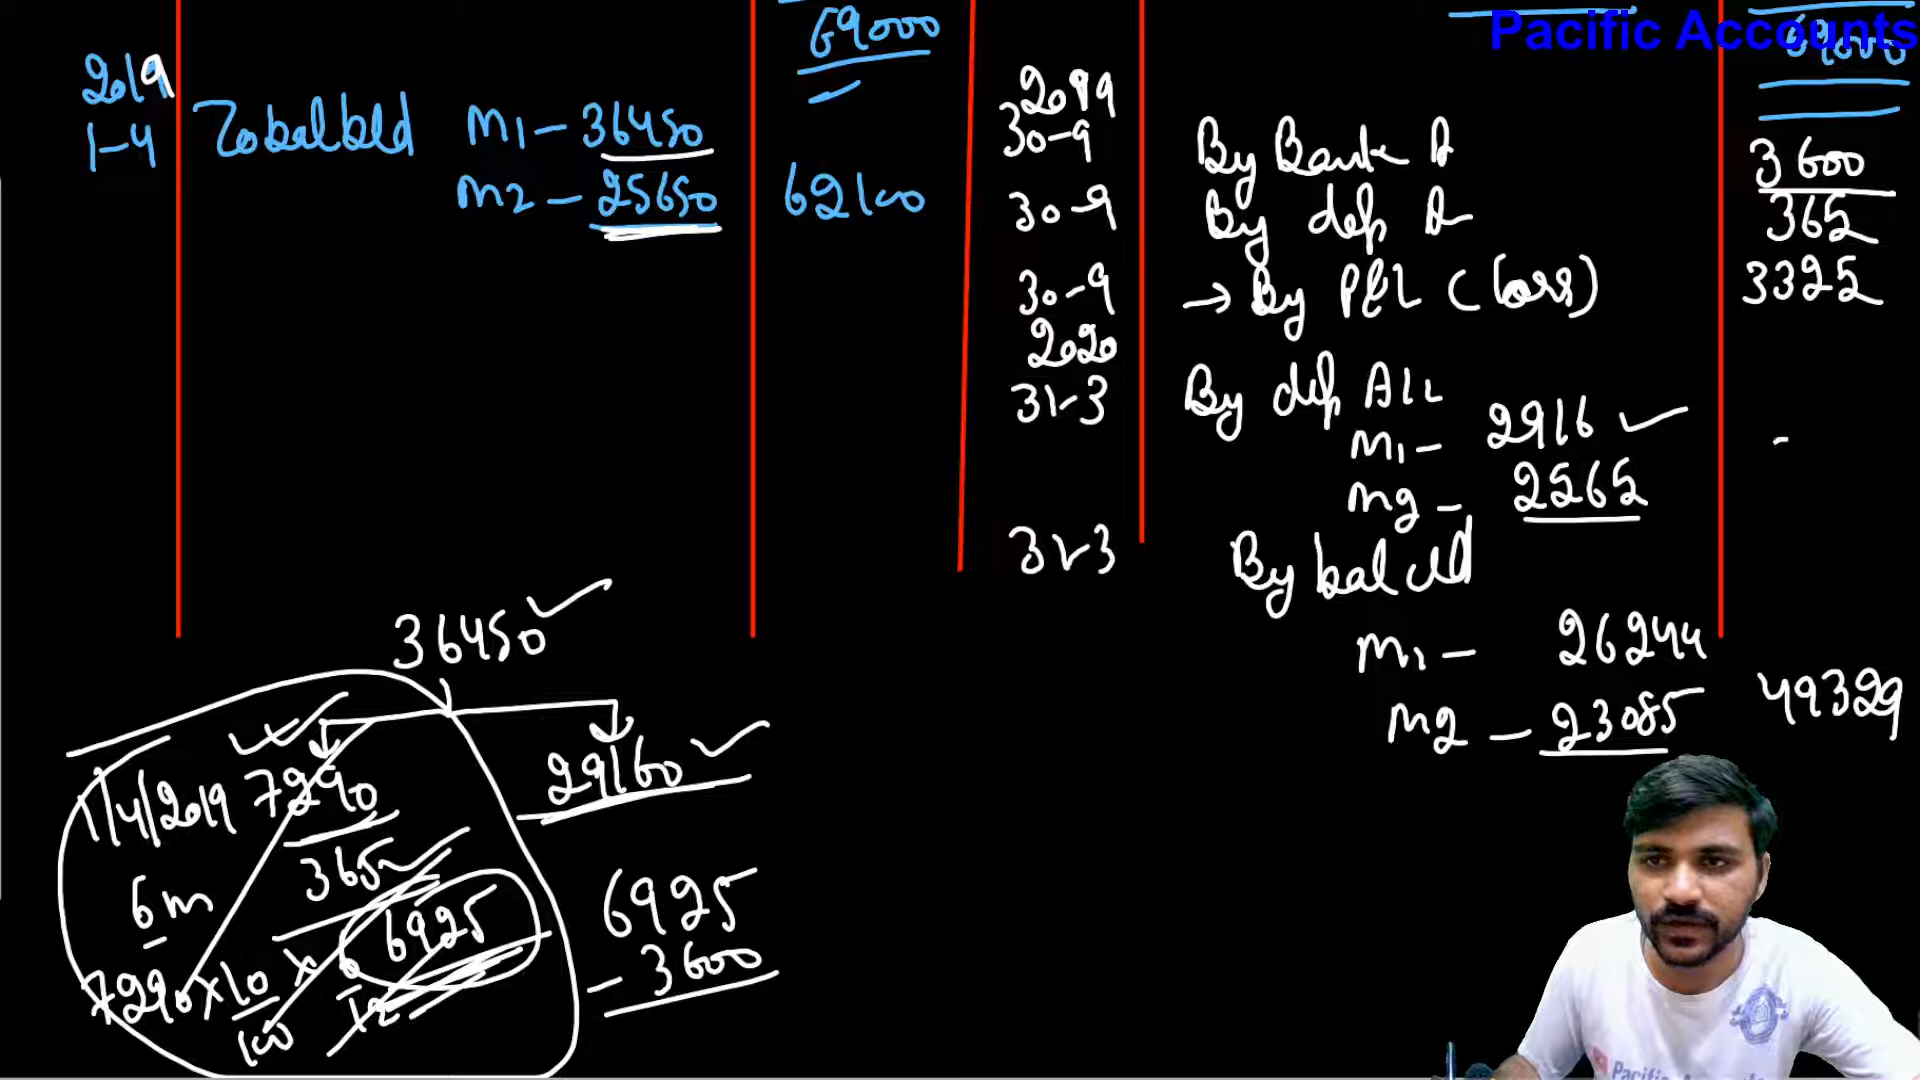 Pacific Accounts
69000
69000
2019
1-4 To bal b/d M1 - 36450
M2 - 25650 62100
2019
30-9 By Bank A 3600
30-9 By dep A 365
30-9 → By P&L (loss) 3325
2020
31-3 By dep A/c
M1 - 2916
M2 - 2565
31-3 By bal c/d
M1 - 26244
M2 - 23085 49329
36450
1/4/2019 7290 29160
365
6m 6925
7290 × 10/100 × 6/12
6925
- 3600
Pacific